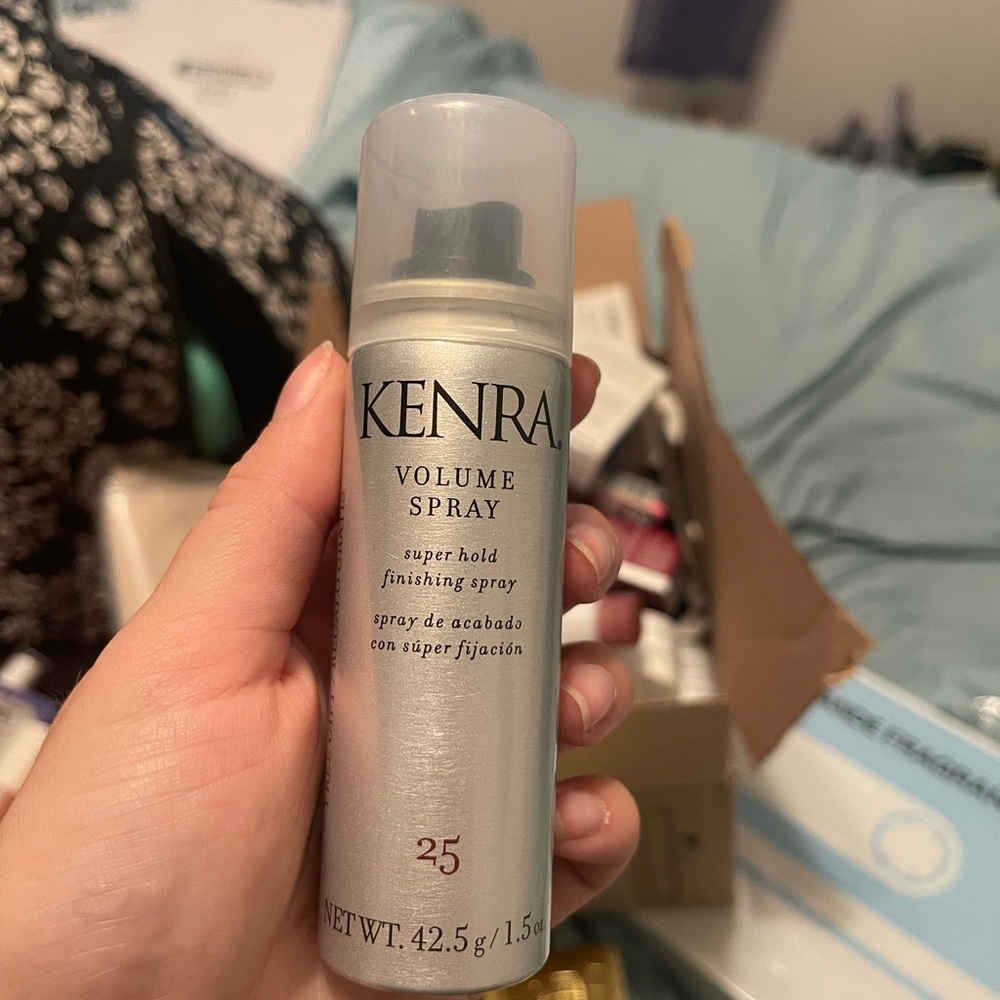 KENRA®
VOLUME
SPRAY
super hold
finishing spray
spray de acabado
con súper fijación
25
NET WT. 42.5 g / 1.5 oz.